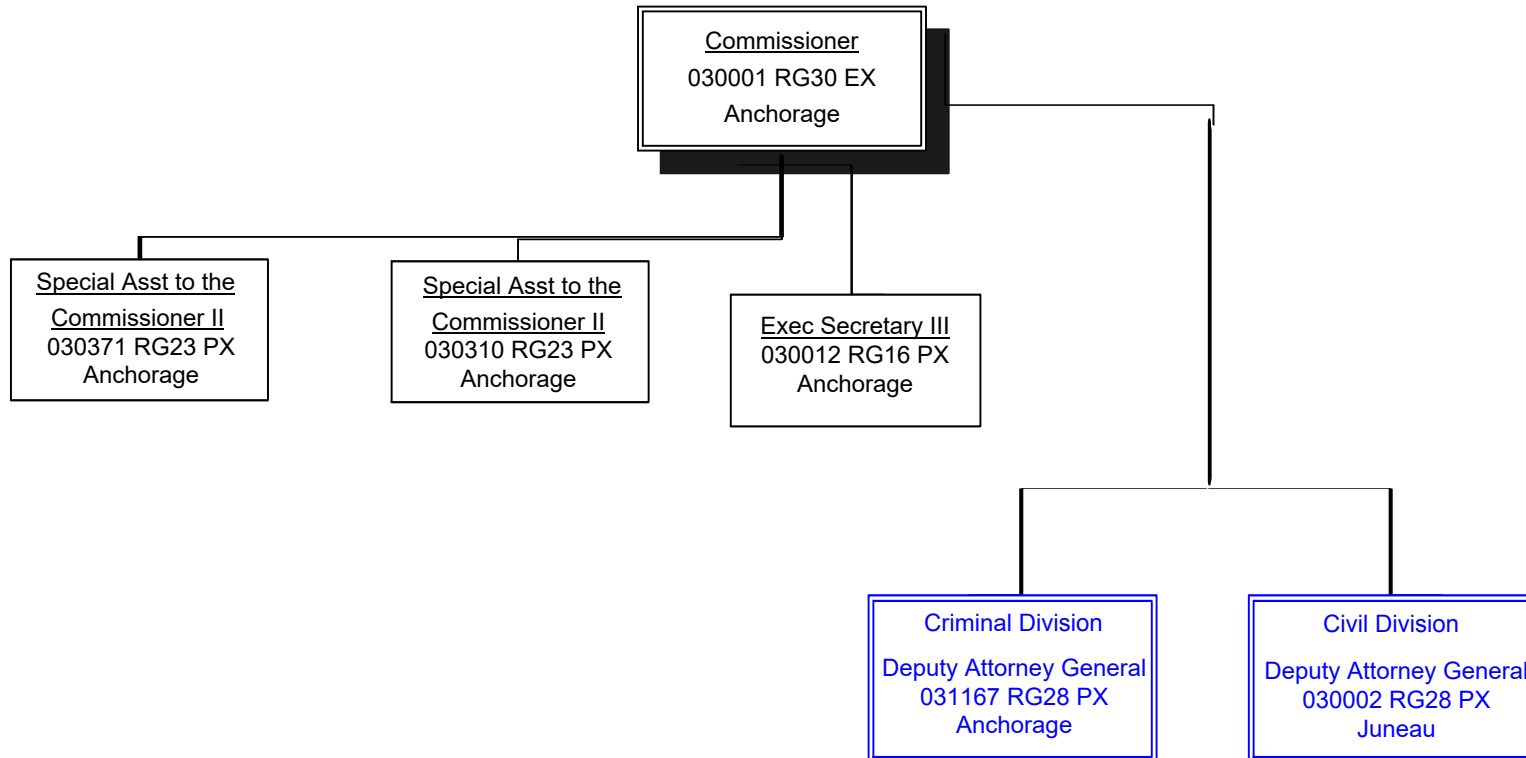 Commissioner
030001 RG30 EX
Anchorage
Special Asst to the
Commissioner II
030371 RG23 PX
Anchorage
Special Asst to the
Commissioner II
030310 RG23 PX
Anchorage
Exec Secretary III
030012 RG16 PX
Anchorage
Criminal Division
Deputy Attorney General
031167 RG28 PX
Anchorage
Civil Division
Deputy Attorney General
030002 RG28 PX
Juneau